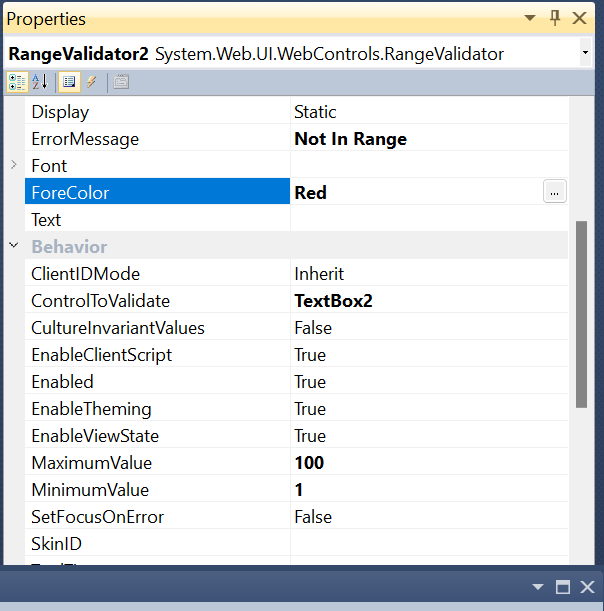 Properties
RangeValidator2 System.Web.UI.WebControls.RangeValidator
Display Static
ErrorMessage Not In Range
Font
ForeColor Red ...
Text
Behavior
ClientIDMode Inherit
ControlToValidate TextBox2
CultureInvariantValues False
EnableClientScript True
Enabled True
EnableTheming True
EnableViewState True
MaximumValue 100
MinimumValue 1
SetFocusOnError False
SkinID